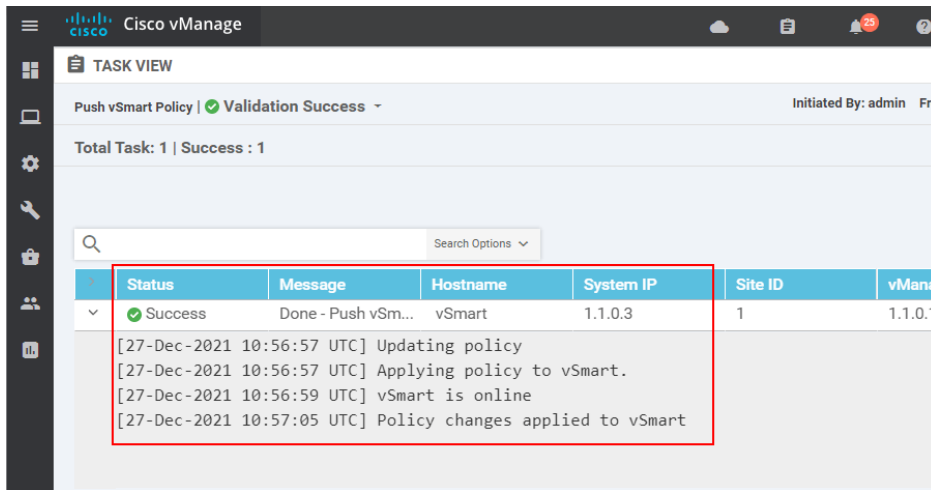 CISCO Cisco vManage 25
TASK VIEW
Push vSmart Policy | Validation Success Initiated By: admin
Total Task: 1 | Success : 1
Search Options
Status Message Hostname System IP Site ID
Success Done - Push vSm... vSmart 1.1.0.3 1
[27-Dec-2021 10:56:57 UTC] Updating policy
[27-Dec-2021 10:56:57 UTC] Applying policy to vSmart.
[27-Dec-2021 10:56:59 UTC] vSmart is online
[27-Dec-2021 10:57:05 UTC] Policy changes applied to vSmart